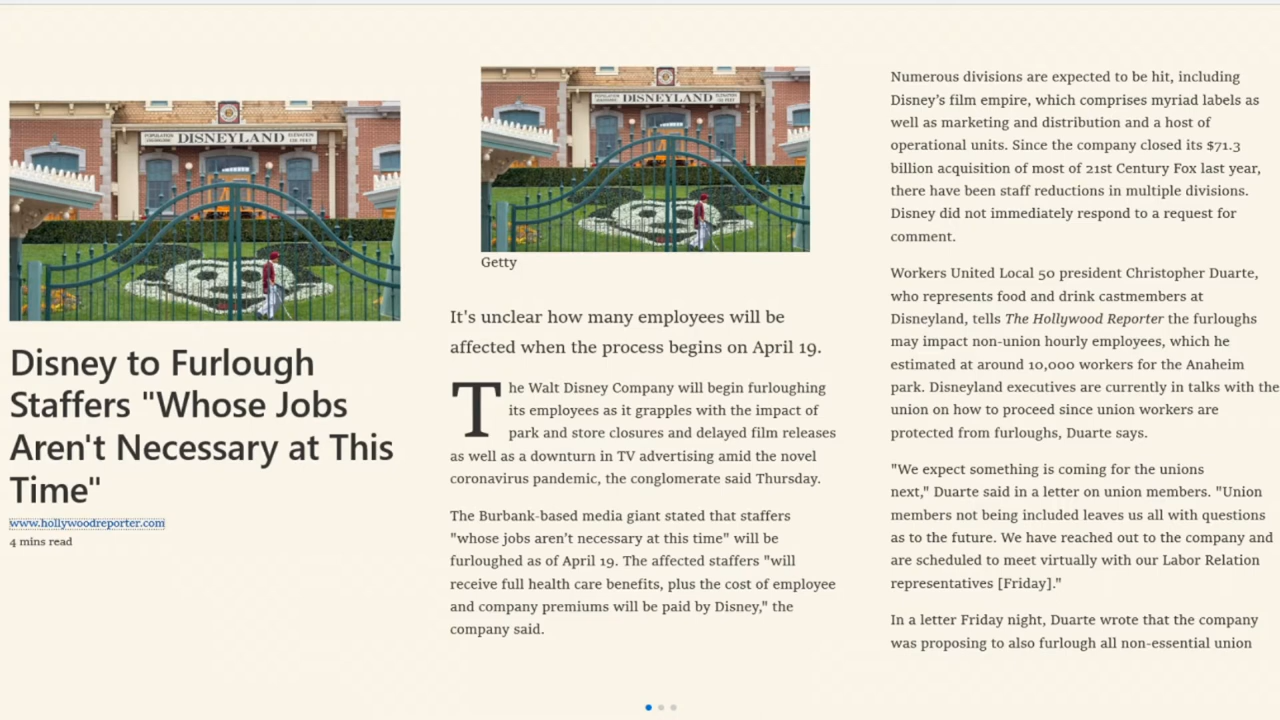 POPULATION
DISNEYLAND
ELEVATION
Disney to Furlough
Staffers "Whose Jobs
Aren't Necessary at This
Time"
www.hollywoodreporter.com
4 mins read
DISNEYLAND
Getty
It's unclear how many employees will be
affected when the process begins on April 19.
The Walt Disney Company will begin furloughing
its employees as it grapples with the impact of
park and store closures and delayed film releases
as well as a downturn in TV advertising amid the novel
coronavirus pandemic, the conglomerate said Thursday.
The Burbank-based media giant stated that staffers
"whose jobs aren't necessary at this time" will be
furloughed as of April 19. The affected staffers "will
receive full health care benefits, plus the cost of employee
and company premiums will be paid by Disney," the
company said.
Numerous divisions are expected to be hit, including
Disney's film empire, which comprises myriad labels as
well as marketing and distribution and a host of
operational units. Since the company closed its $71.3
billion acquisition of most of 21st Century Fox last year,
there have been staff reductions in multiple divisions.
Disney did not immediately respond to a request for
comment.
Workers United Local 50 president Christopher Duarte,
who represents food and drink castmembers at
Disneyland, tells The Hollywood Reporter the furloughs
may impact non-union hourly employees, which he
estimated at around 10,000 workers for the Anaheim
park. Disneyland executives are currently in talks with the
union on how to proceed since union workers are
protected from furloughs, Duarte says.
"We expect something is coming for the unions
next," Duarte said in a letter on union members. "Union
members not being included leaves us all with questions
as to the future. We have reached out to the company and
are scheduled to meet virtually with our Labor Relation
representatives [Friday]."
In a letter Friday night, Duarte wrote that the company
was proposing to also furlough all non-essential union